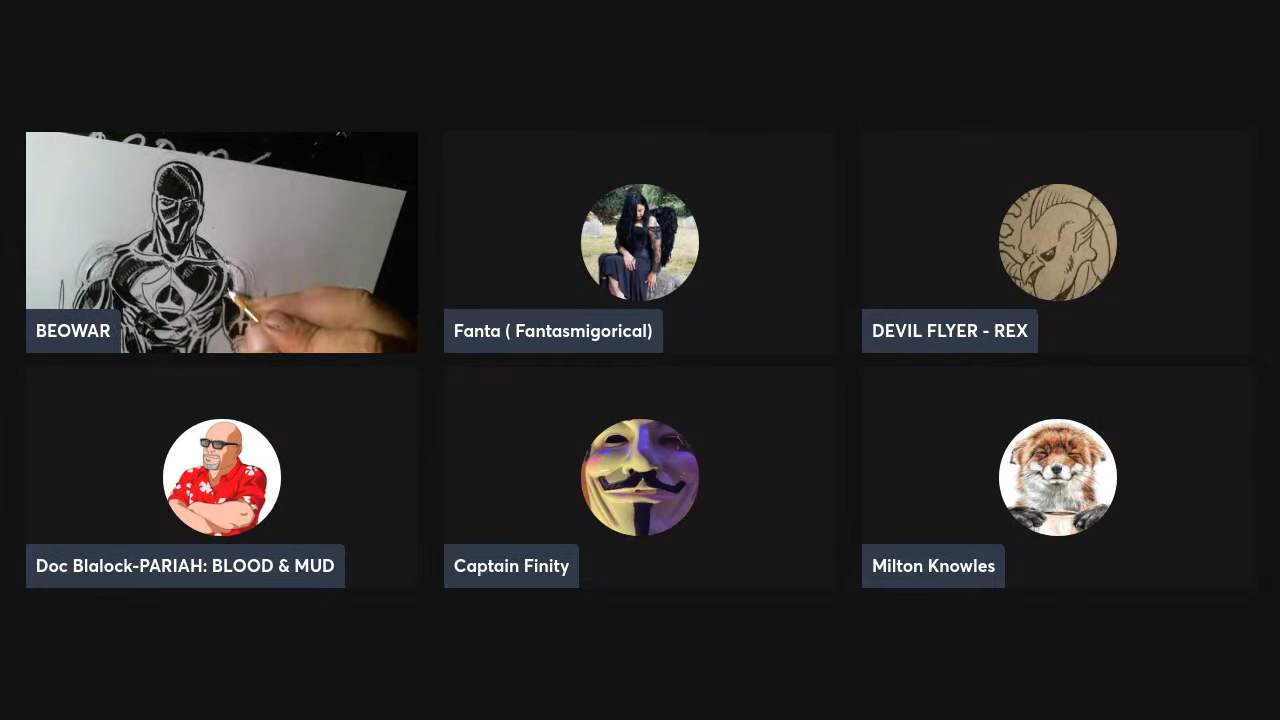 BEOWAR
Fanta ( Fantasmigorical)
DEVIL FLYER - REX
Doc Blalock-PARIAH: BLOOD & MUD
Captain Finity
Milton Knowles